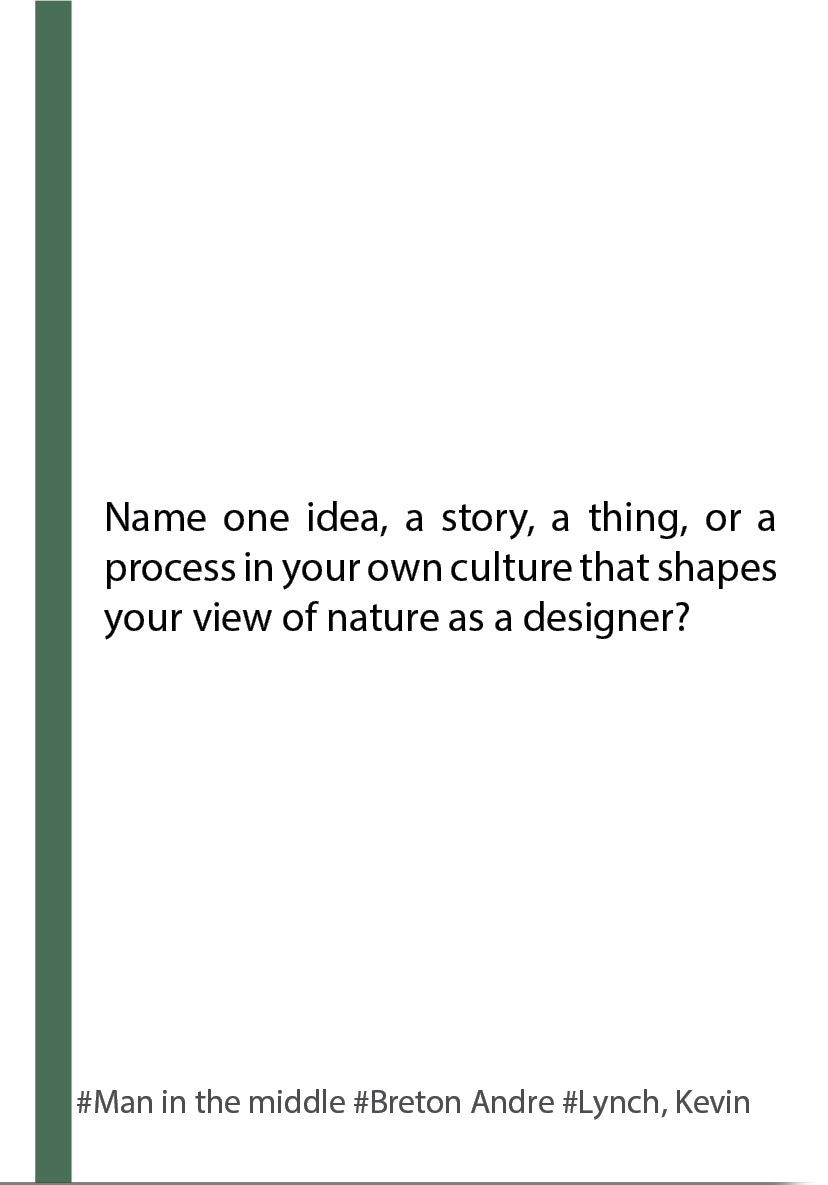 Name one idea, a story, a thing, or a
process in your own culture that shapes
your view of nature as a designer?
#Man in the middle #Breton Andre #Lynch, Kevin